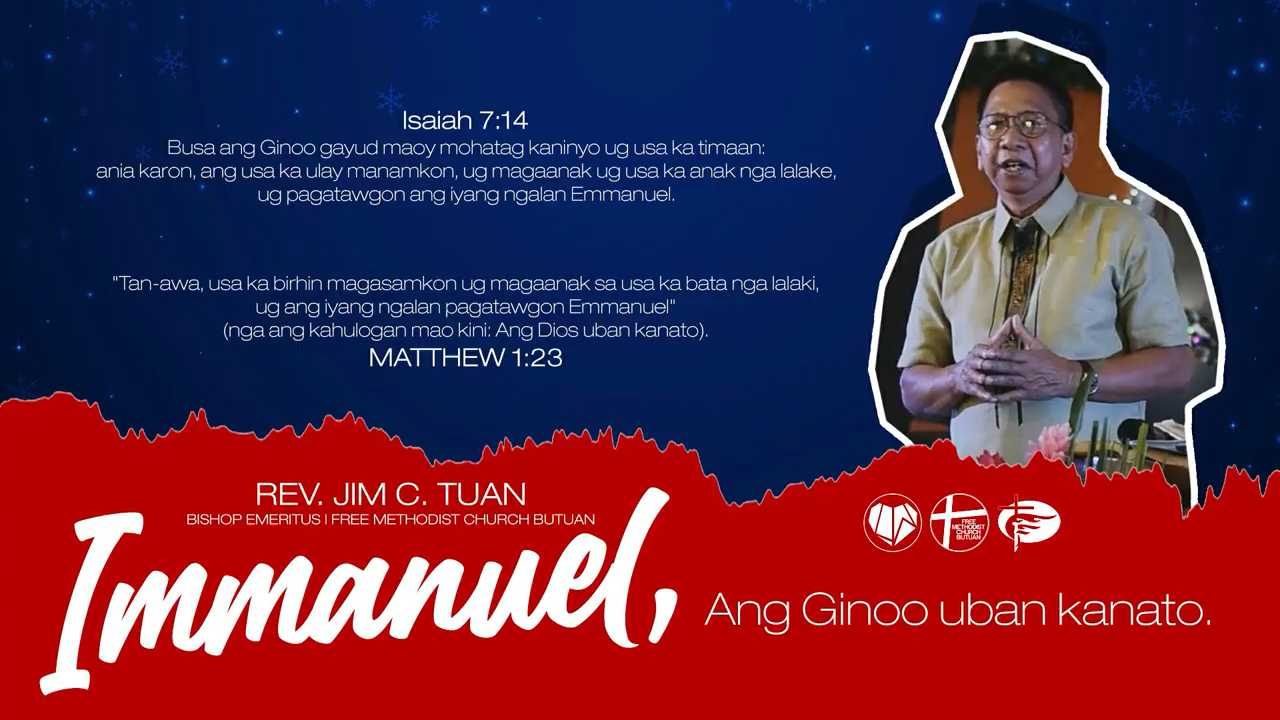 Isaiah 7:14
Busa ang Ginoo gayud maoy mohatag kaninyo ug usa ka timaan:
ania karon, ang usa ka ulay manamkon, ug magaanak ug usa ka anak nga lalake,
ug pagatawgon ang iyang ngalan Emmanuel.
"Tan-awa, usa ka birhin magasamkon ug magaanak sa usa ka bata nga lalaki,
ug ang iyang ngalan pagatawgon Emmanuel"
(nga ang kahulogan mao kini: Ang Dios uban kanato).
MATTHEW 1:23
REV. JIM C. TUAN
BISHOP EMERITUS | FREE METHODIST CHURCH BUTUAN
Immanuel,
Ang Ginoo uban kanato.
FREE
METHODIST
CHURCH
BUTUAN